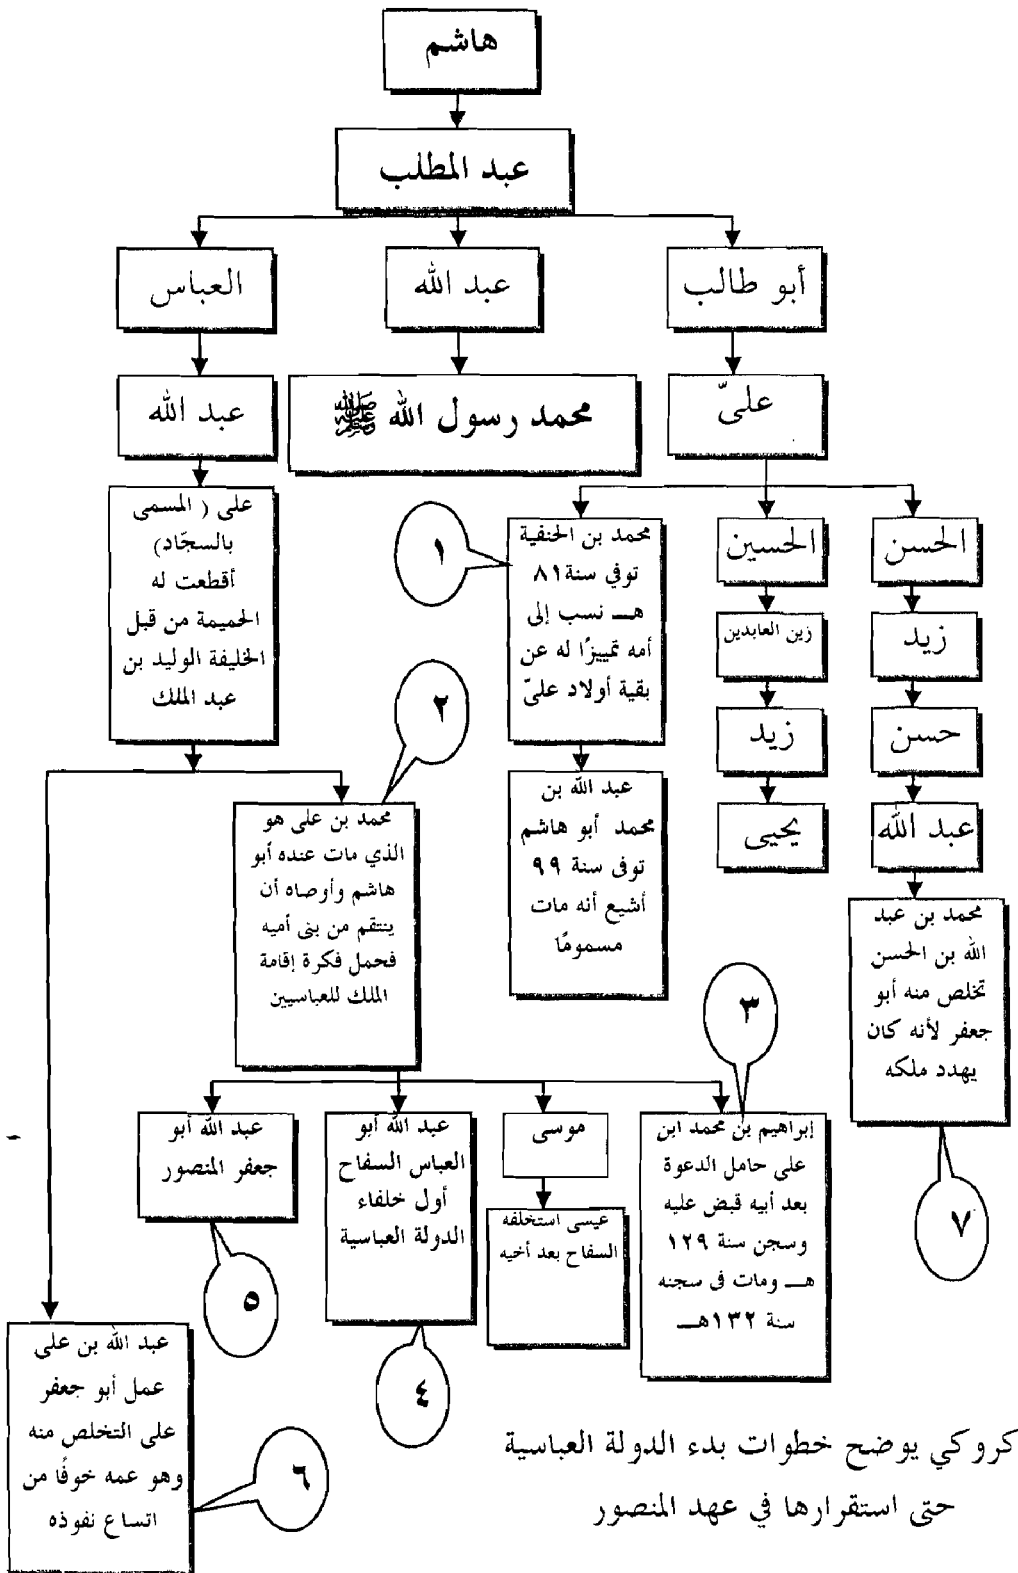 هاشم
عبد المطلب
أبو طالب
عبد الله
العباس
علىّ
محمد رسول الله ﷺ
عبد الله
الحسن
الحسين
محمد بن الحنفية
توفي سنة ٨١
هـــ نسب إلى
أمه تمييزًا له عن
بقية أولاد علىّ
١
على ( المسمى
بالسجَّاد)
أقطعت له
الحميمة من قبل
الخليفة الوليد بن
عبد الملك
زيد
زين العابدين
حسن
زيد
عبد الله
يحيى
عبد الله بن
محمد أبو هاشم
توفى سنة ٩٩
أشيع أنه مات
مسمومًا
٢
محمد بن على هو
الذي مات عنده أبو
هاشم وأوصاه أن
ينتقم من بنى أميه
فحمل فكرة إقامة
الملك للعباسيين
محمد بن عبد
الله بن الحسن
تخلص منه أبو
جعفر لأنه كان
يهدد ملكه
٣
إبراهيم بن محمد ابن
على حامل الدعوة
بعد أبيه قبض عليه
وسجن سنة ١٢٩
هـــ ومات فى سجنه
سنة ١٣٢هـــ
موسى
عيسى استخلفه
السفاح بعد أخيه
عبد الله أبو
العباس السفاح
أول خلفاء
الدولة العباسية
عبد الله أبو
جعفر المنصور
٧
٥
٤
عبد الله بن على
عمل أبو جعفر
على التخلص منه
وهو عمه خوفًا من
اتساع نفوذه
٦
كروكي يوضح خطوات بدء الدولة العباسية
حتى استقرارها في عهد المنصور